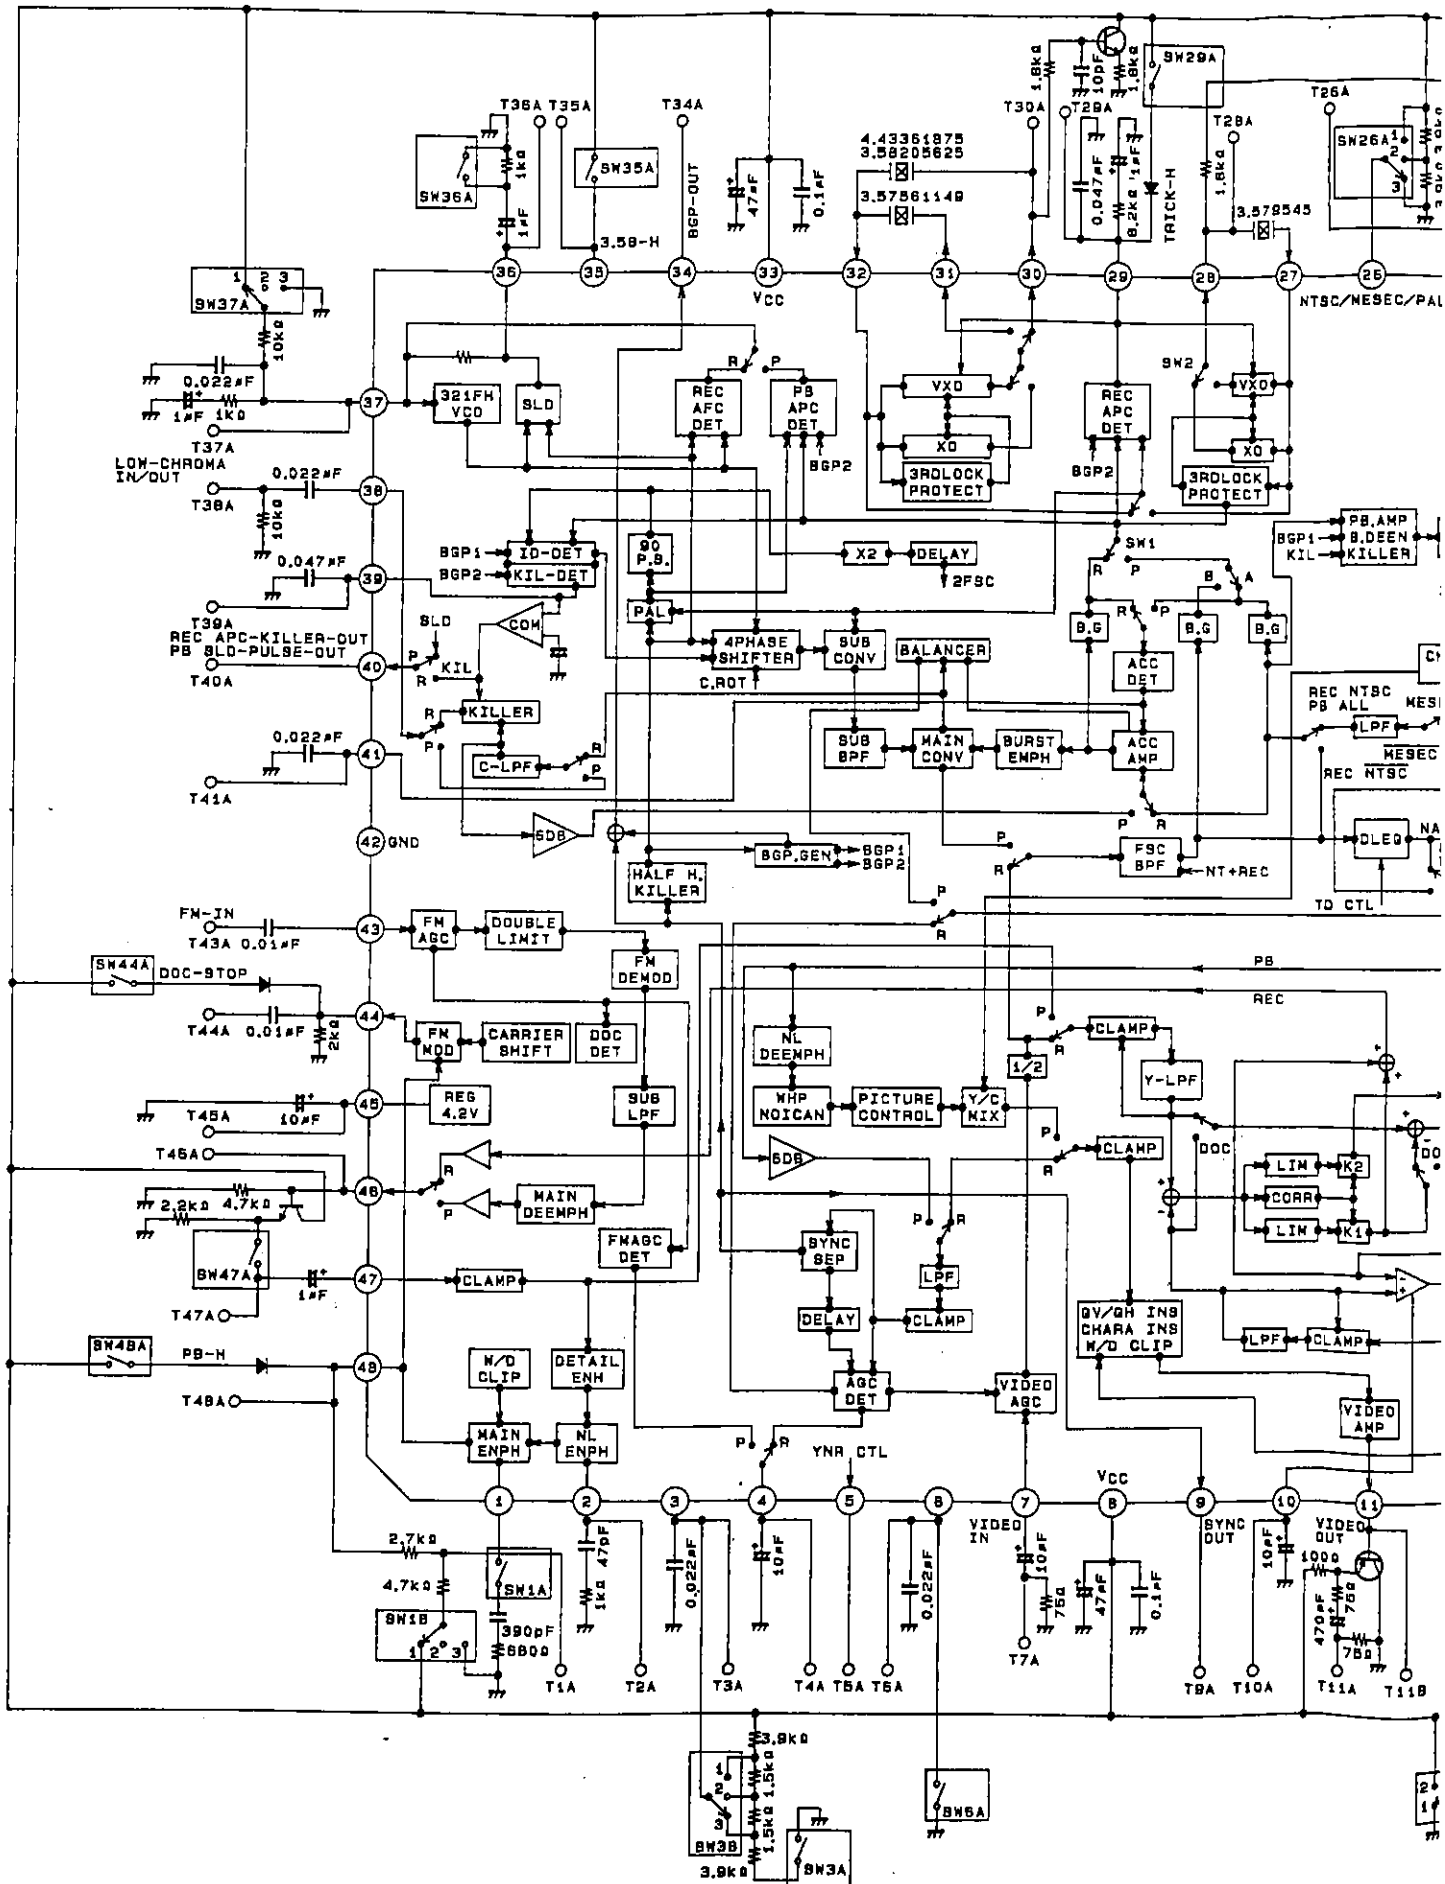 SW29A
1.8kΩ
10pF
1.8kΩ
T36A T35A
T34A
T30A
T29A
T28A
T26A
SW36A
1kΩ
SW35A
4.43361875
3.58205625
3.57561149
SW26A
1
2
3
1µF
3.58-H
BGP-OUT
47µF
0.1µF
0.047µF
1µF
8.2kΩ
TRICK-H
1.8kΩ
3.579545
36
35
34
33
32
31
30
29
28
27
26
VCC
NTSC/MESEC/PAL
1 2 3
SW37A
10kΩ
0.022µF
1µF 1kΩ
37
T37A
321FH
VCO
SLD
R P
REC
AFC
DET
PB
APC
DET
BGP2
VXO
XO
3RDLOCK
PROTECT
REC
APC
DET
BGP2
SW2
VXO
XO
3RDLOCK
PROTECT
LOW-CHROMA
IN/OUT
T38A
0.022µF
10kΩ
38
0.047µF
39
T39A
BGP1
BGP2
ID-DET
KIL-DET
90
P.B.
X2
DELAY
2FSC
SW1
R P
B A
PB.AMP
B.DEEN
KILLER
BGP1
KIL
REC APC-KILLER-OUT
PB SLD-PULSE-OUT
T40A
40
SLD
P
R
KIL
COM
PAL
4PHASE
SHIFTER
C.ROT
SUB
CONV
BALANCER
B.G
R P
B.G
B.G
ACC
DET
KILLER
R
P
C-LPF
R
P
0.022µF
41
T41A
SUB
BPF
MAIN
CONV
BURST
EMPH
ACC
AMP
REC NTSC
PB ALL
LPF
MESEC
REC NTSC
6DB
P R
42 GND
BGP.GEN
BGP1
BGP2
HALF H.
KILLER
P
R
FSC
BPF
NT+REC
DLEQ
TD CTL
P
R
FM-IN
T43A 0.01µF
43
FM
AGC
DOUBLE
LIMIT
FM
DEMOD
PB
REC
SW44A
DOC-STOP
T44A 0.01µF
2kΩ
44
FM
MOD
CARRIER
SHIFT
DOC
DET
NL
DEEMPH
P
R
CLAMP
1/2
Y-LPF
T45A
10µF
45
REG
4.2V
SUB
LPF
WHP
NOICAN
PICTURE
CONTROL
Y/C
MIX
P
R
CLAMP
DOC
T46A
46
R
P
MAIN
DEEMPH
6DB
LIM
K2
CORR
LIM
K1
2.2kΩ
4.7kΩ
FMAGC
DET
SYNC
SEP
P R
LPF
SW47A
1µF
47
T47A
CLAMP
DELAY
CLAMP
QV/QH INS
CHARA INS
W/D CLIP
LPF
CLAMP
SW48A
PB-H
48
T48A
W/D
CLIP
DETAIL
ENH
AGC
DET
VIDEO
AGC
VIDEO
AMP
MAIN
ENPH
NL
ENPH
P R
YNR CTL
VCC
1
2
3
4
5
6
7
8
9
10
11
VIDEO
IN
SYNC
OUT
VIDEO
OUT
2.7kΩ
4.7kΩ
SW1A
SW1B
1 2 3
390pF
680Ω
47pF
1kΩ
0.022µF
10µF
0.022µF
10µF
75Ω
47µF
0.1µF
10µF
100Ω
470µF
75Ω
75Ω
T1A
T2A
T3A
T4A
T5A
T6A
T7A
T9A
T10A
T11A
T11B
3.9kΩ
1
2
3
1.5kΩ
1.5kΩ
SW3B
3.9kΩ
SW3A
SW6A
2
1